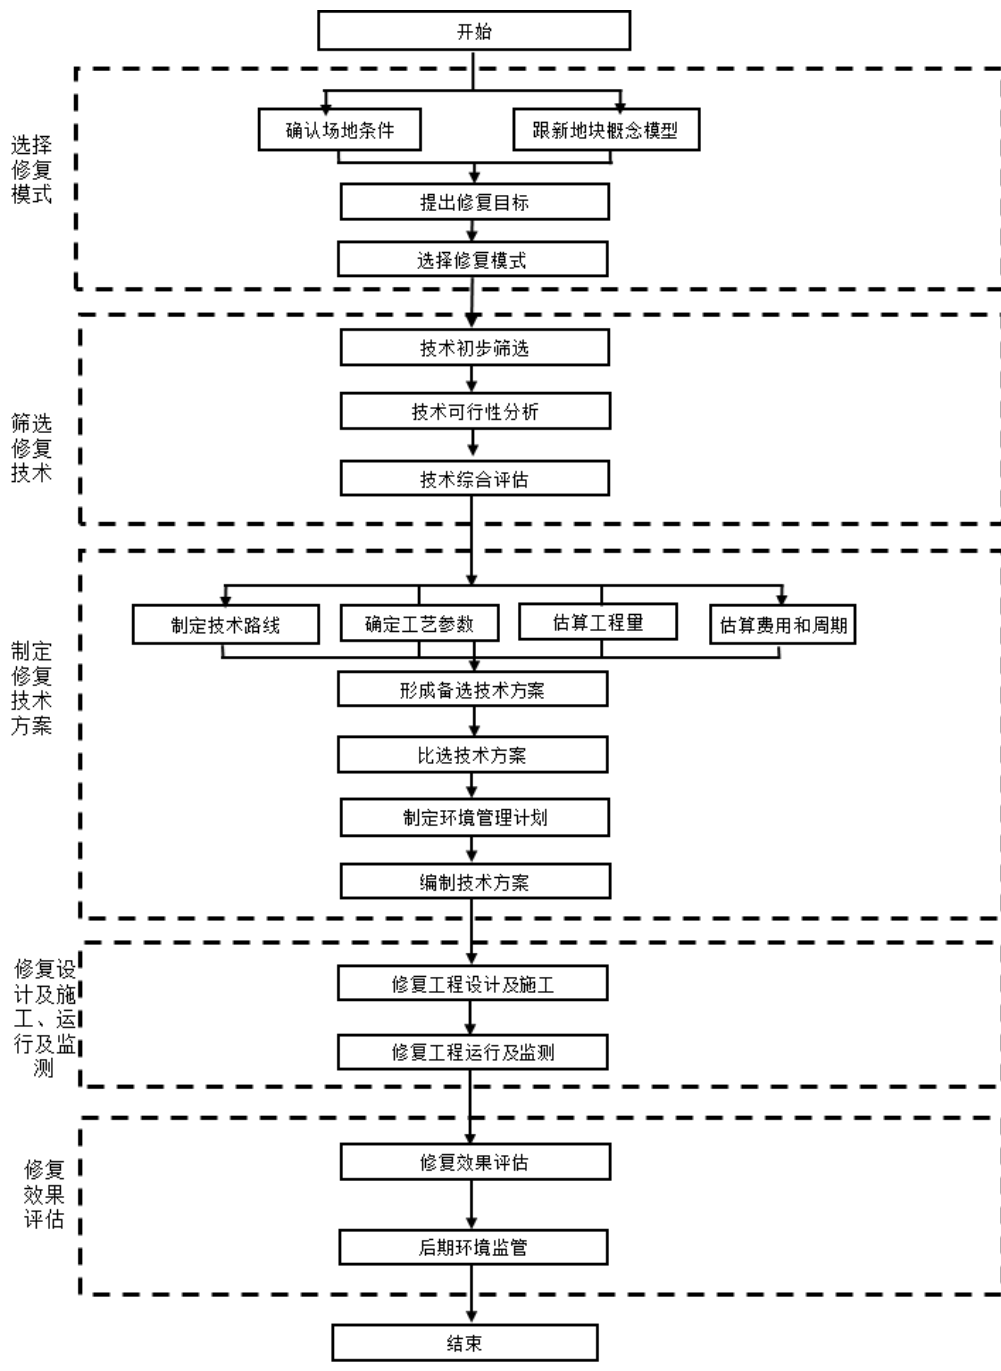 开始
选择
修复
模式
确认场地条件
跟新地块概念模型
提出修复目标
选择修复模式
筛选
修复
技术
技术初步筛选
技术可行性分析
技术综合评估
制定
修复
技术
方案
制定技术路线
确定工艺参数
估算工程量
估算费用和周期
形成备选技术方案
比选技术方案
制定环境管理计划
编制技术方案
修复设
计及施
工、运
行及监
测
修复工程设计及施工
修复工程运行及监测
修复
效果
评估
修复效果评估
后期环境监管
结束